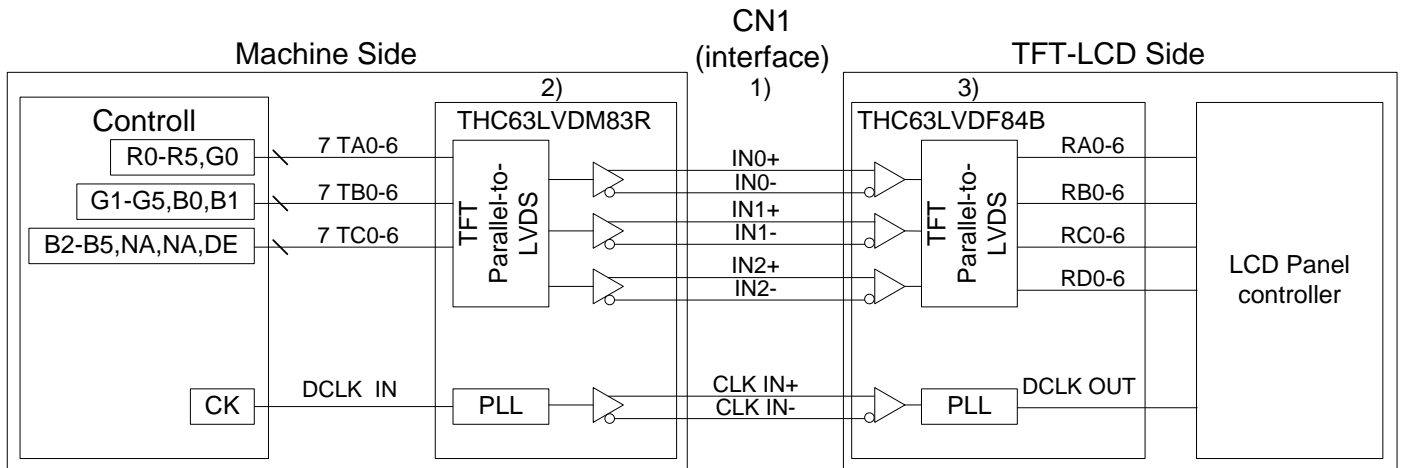 CN1
(interface)
1)
Machine Side
TFT-LCD Side
2)
3)
Controll
THC63LVDM83R
THC63LVDF84B
R0-R5,G0
7 TA0-6
G1-G5,B0,B1
7 TB0-6
B2-B5,NA,NA,DE
7 TC0-6
TFT
Parallel-to-
LVDS
IN0+
IN0-
IN1+
IN1-
IN2+
IN2-
TFT
Parallel-to-
LVDS
RA0-6
RB0-6
RC0-6
RD0-6
LCD Panel
controller
CK
DCLK IN
PLL
CLK IN+
CLK IN-
PLL
DCLK OUT